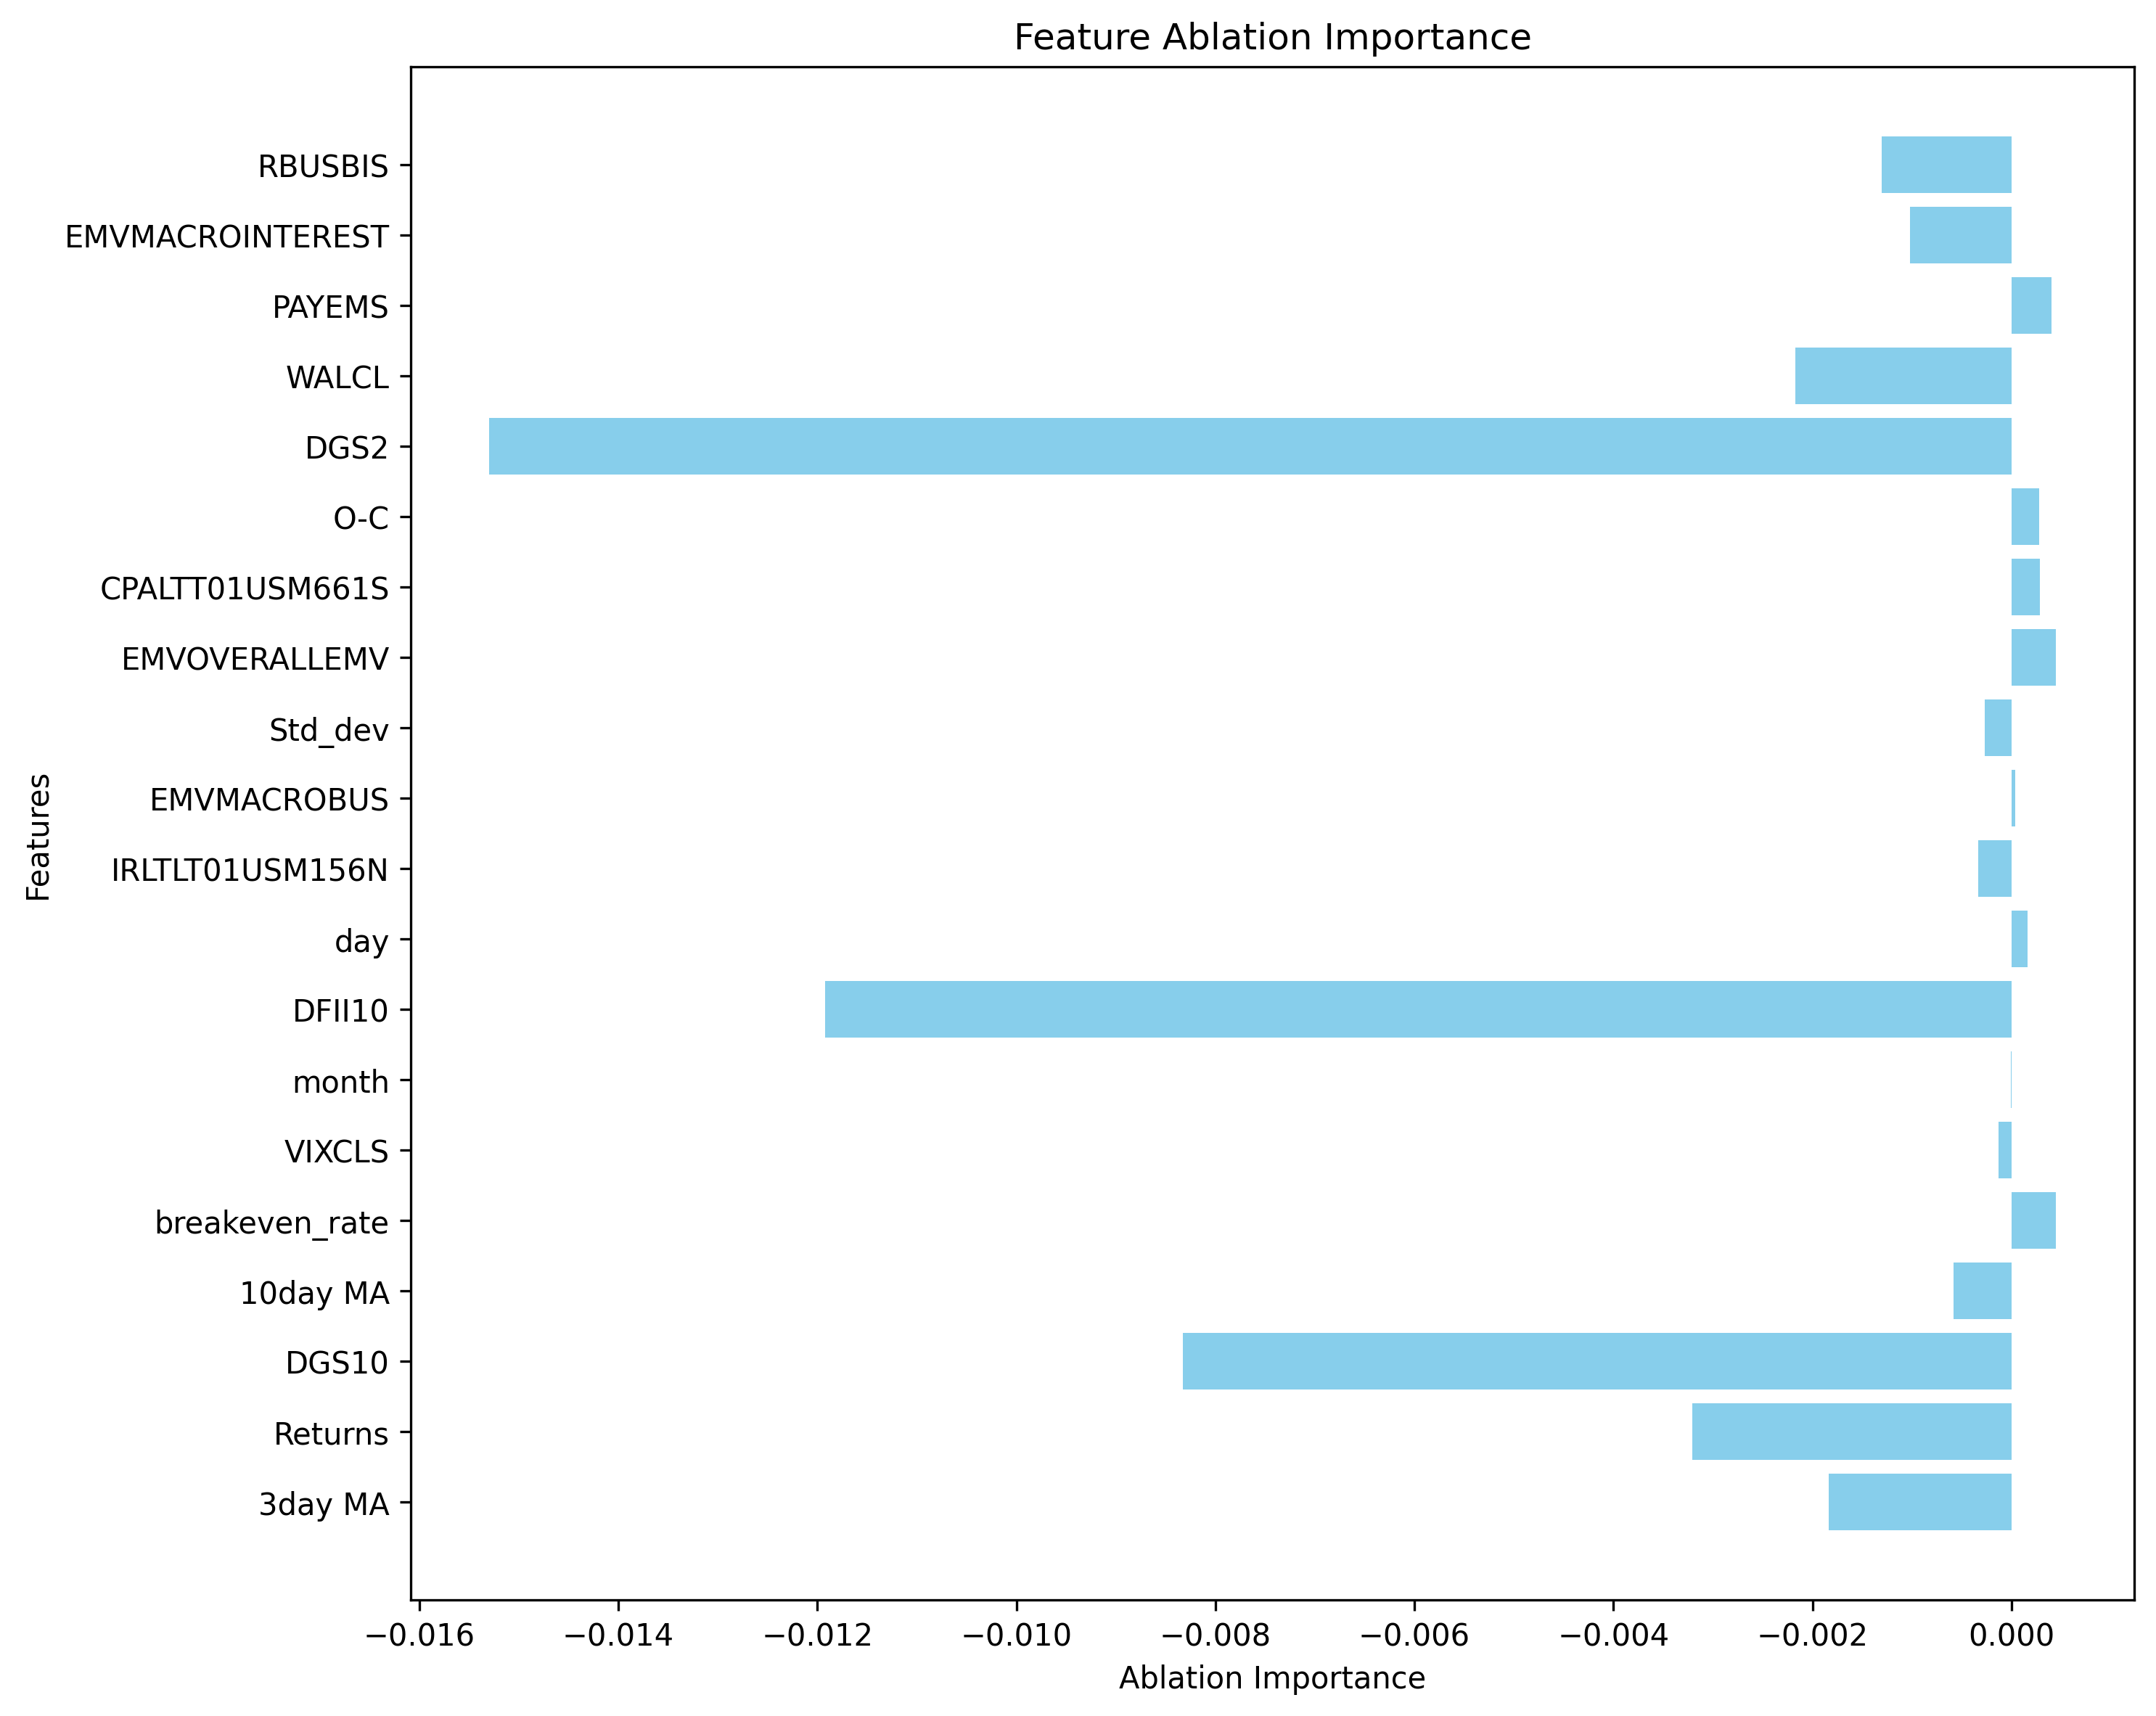 Feature Ablation Importance
RBUSBIS
EMVMACROINTEREST
PAYEMS
WALCL
DGS2
O-C
CPALTT01USM661S
EMVOVERALLEMV
Std_dev
EMVMACROBUS
IRLTLT01USM156N
day
DFII10
month
VIXCLS
breakeven_rate
10day MA
DGS10
Returns
3day MA
Features
−0.016 −0.014 −0.012 −0.010 −0.008 −0.006 −0.004 −0.002 0.000
Ablation Importance